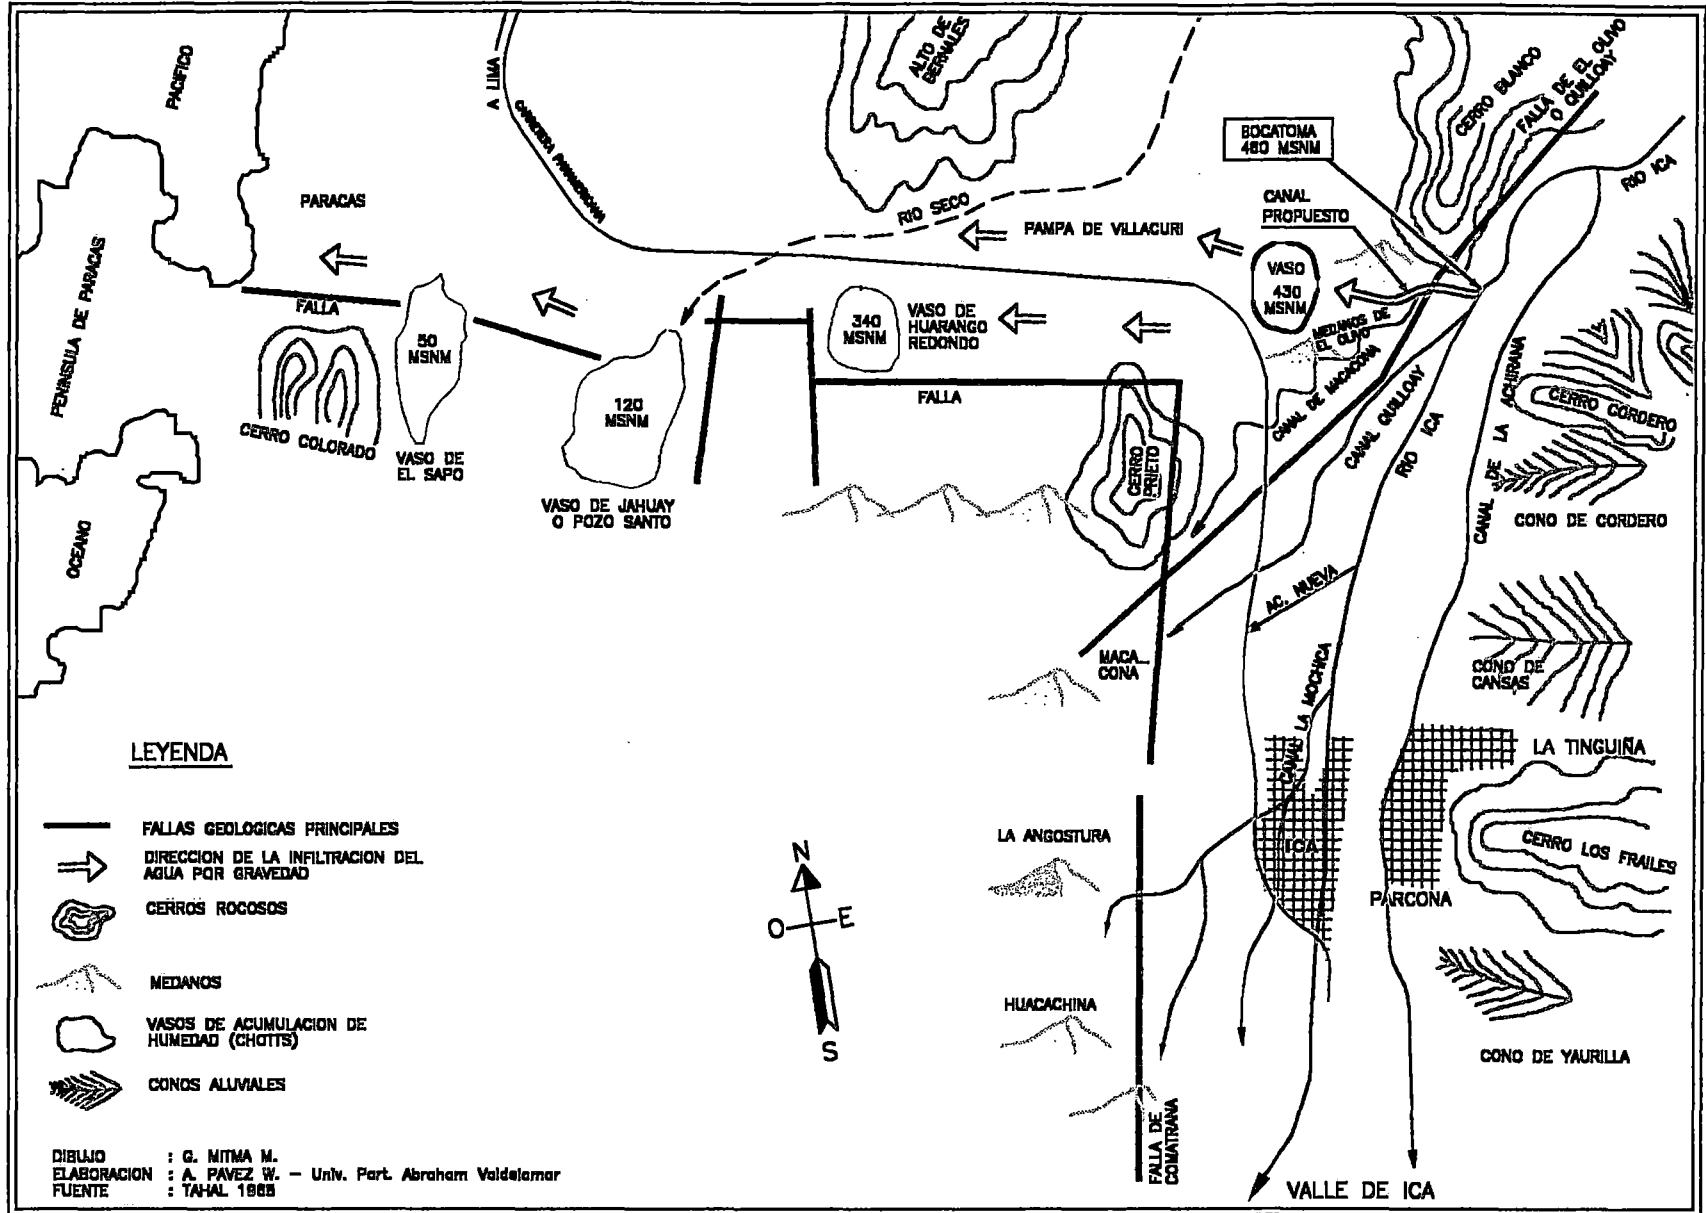 PACIFICO
A LIMA
CARRETERA PANAMERICANA
ALTO DE
BERNALES
CERRO BLANCO
FALLA DE EL OLIVO
O QUILLOAY
BOCATOMA
460 MSNM
RIO ICA
CANAL
PROPUESTO
PARACAS
RIO SECO
PAMPA DE VILLACURI
VASO
430
MSNM
PENINSULA DE PARACAS
FALLA
50
MSNM
340
MSNM
VASO DE
HUARANGO
REDONDO
MEDANOS DE
EL OLIVO
CANAL DE MACACONA
CANAL QUILLOAY
RIO ICA
CANAL DE LA ACHIRANA
CERRO CORDERO
120
MSNM
FALLA
CERRO COLORADO
VASO DE
EL SAPO
CERRO
PRIETO
VASO DE JAHUAY
O POZO SANTO
CONO DE CORDERO
OCEANO
AC. NUEVA
MACA_
CONA
CONO DE
CANSAS
CANAL LA MOCHICA
LA TINGUIÑA
LEYENDA
FALLAS GEOLOGICAS PRINCIPALES
DIRECCION DE LA INFILTRACION DEL
AGUA POR GRAVEDAD
CERROS ROCOSOS
MEDANOS
VASOS DE ACUMULACION DE
HUMEDAD (CHOTTS)
CONOS ALUVIALES
N
O
E
S
LA ANGOSTURA
ICA
CERRO LOS FRAILES
PARCONA
HUACACHINA
CONO DE YAURILLA
FALLA DE
COMATRANA
VALLE DE ICA
DIBUJO : G. MITMA M.
ELABORACION : A. PAVEZ W. - Univ. Part. Abraham Valdelomar
FUENTE : TAHAL